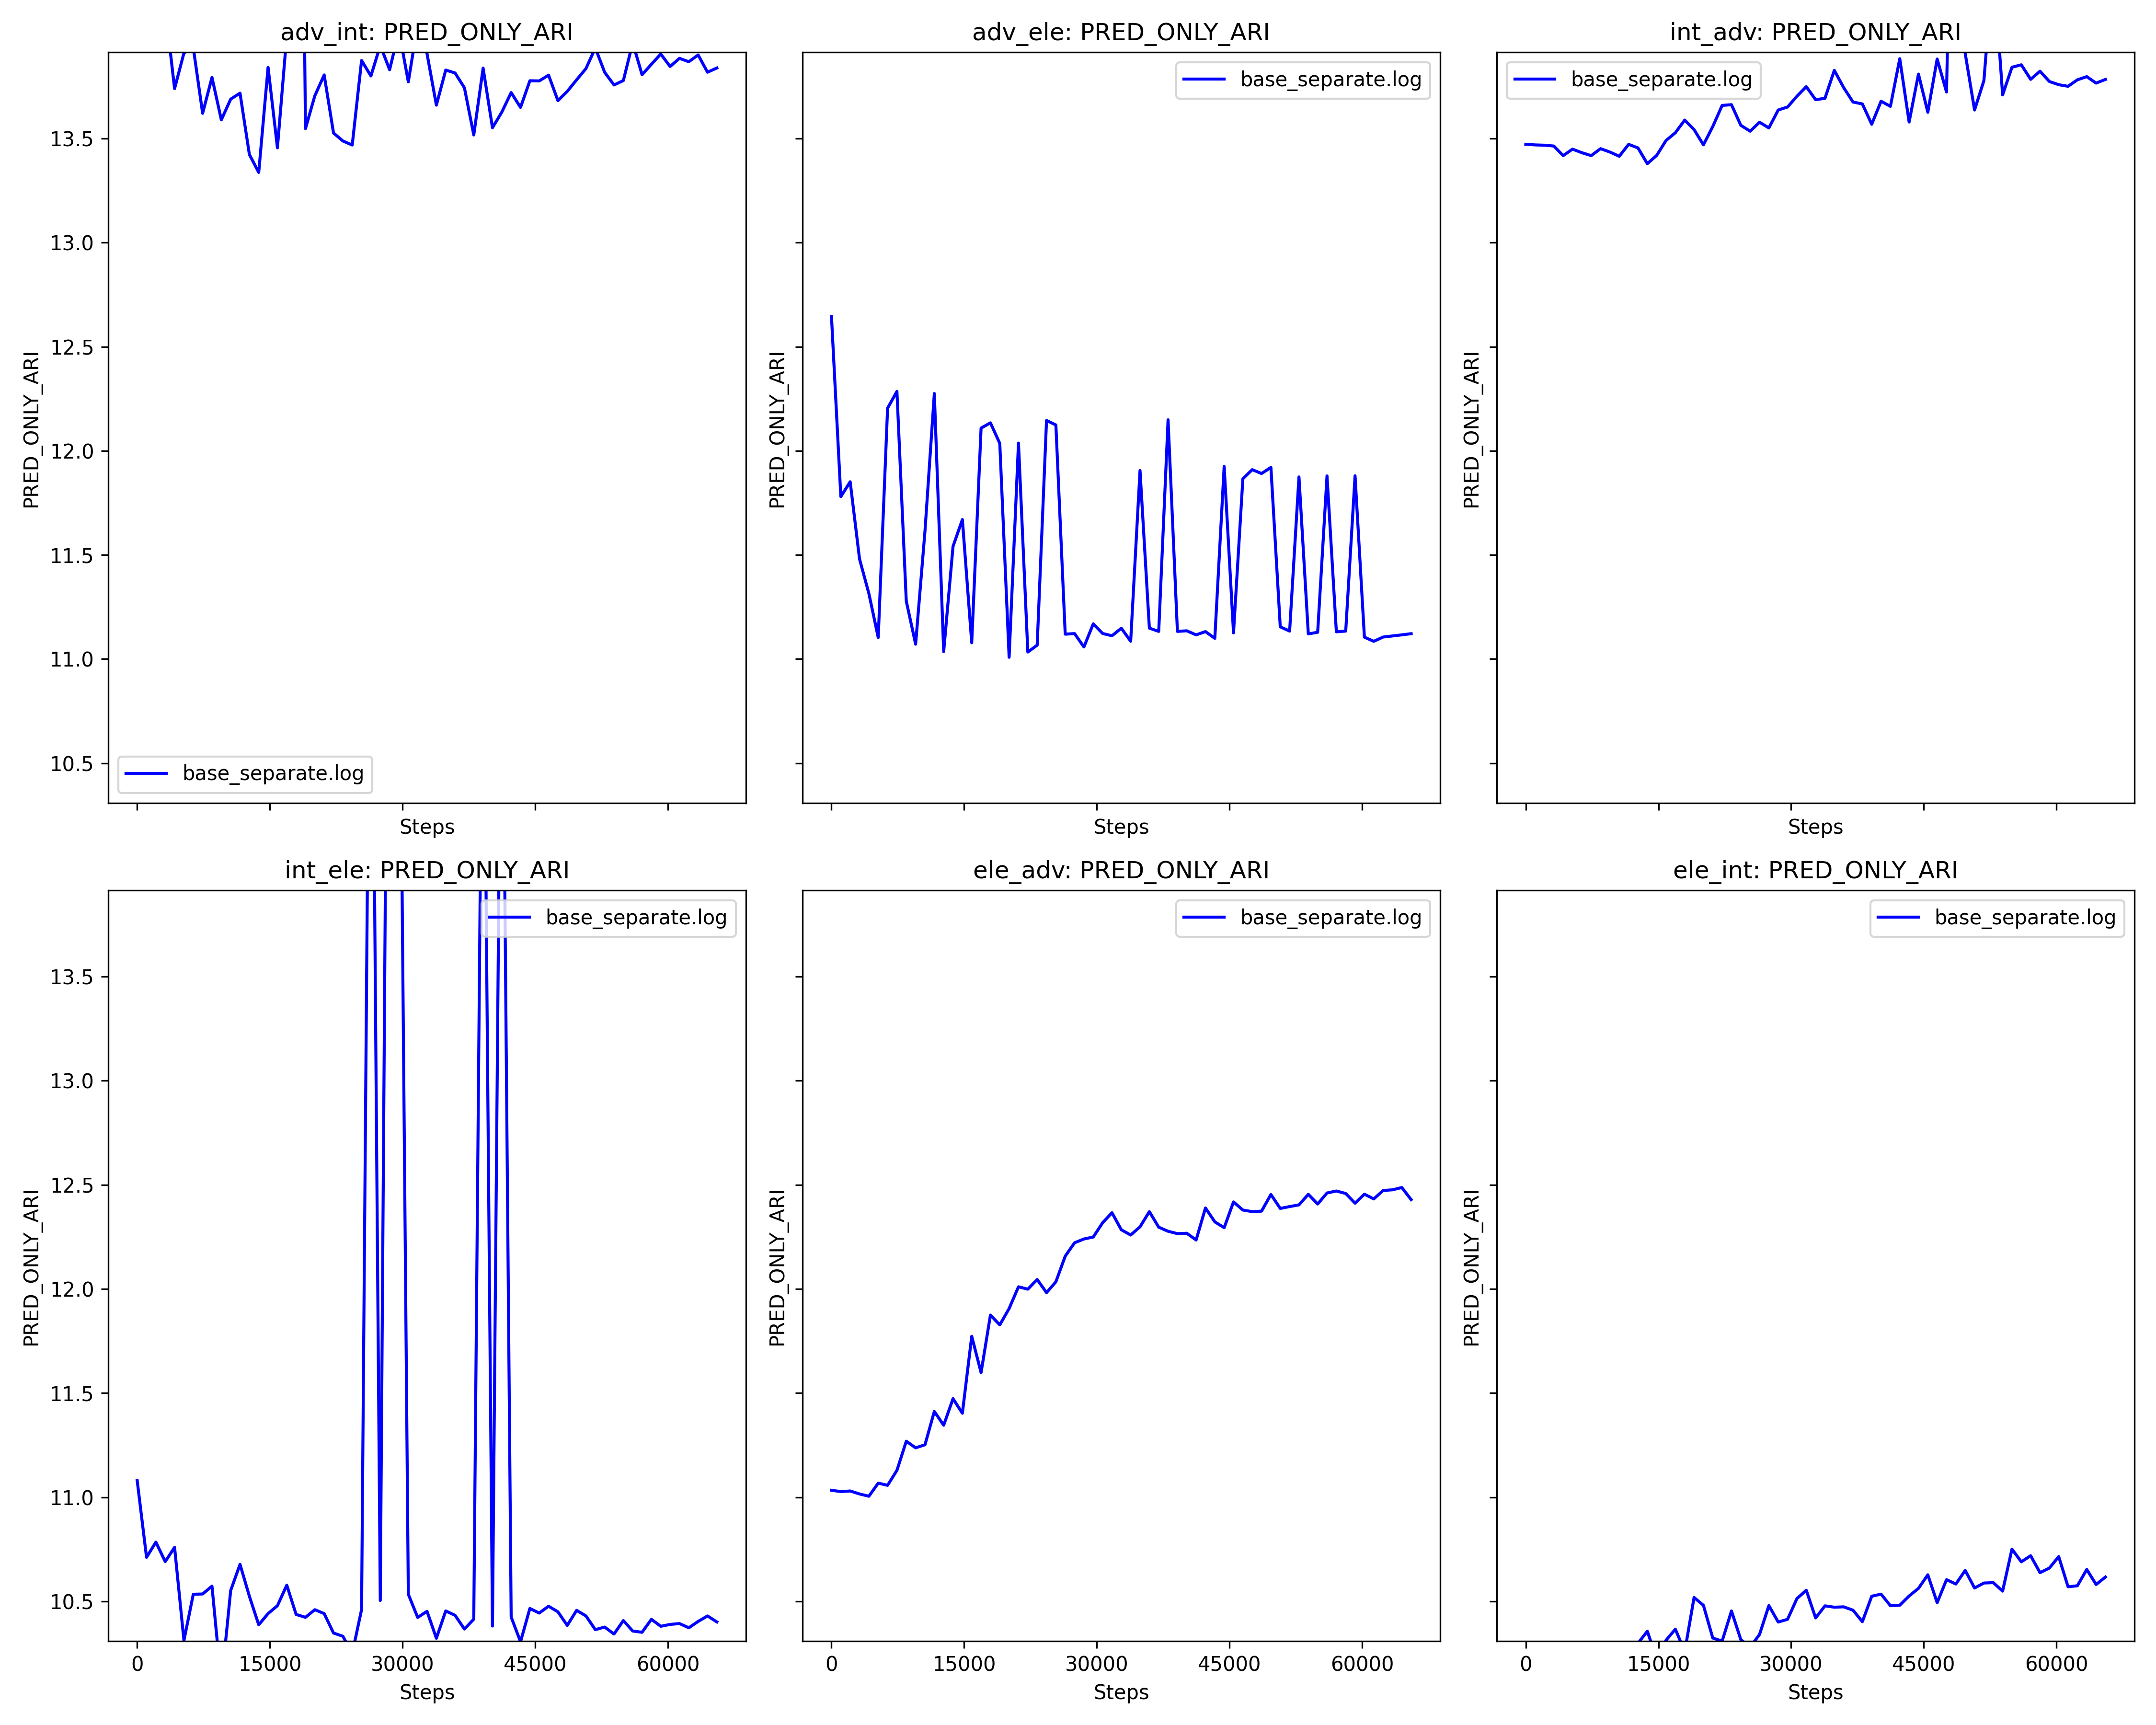 adv_int: PRED_ONLY_ARI
adv_ele: PRED_ONLY_ARI
int_adv: PRED_ONLY_ARI
PRED_ONLY_ARI
13.5
13.0
12.5
12.0
11.5
11.0
10.5
base_separate.log
Steps
PRED_ONLY_ARI
base_separate.log
Steps
PRED_ONLY_ARI
base_separate.log
Steps
int_ele: PRED_ONLY_ARI
ele_adv: PRED_ONLY_ARI
ele_int: PRED_ONLY_ARI
PRED_ONLY_ARI
13.5
13.0
12.5
12.0
11.5
11.0
10.5
base_separate.log
0 15000 30000 45000 60000
Steps
PRED_ONLY_ARI
base_separate.log
0 15000 30000 45000 60000
Steps
PRED_ONLY_ARI
base_separate.log
0 15000 30000 45000 60000
Steps